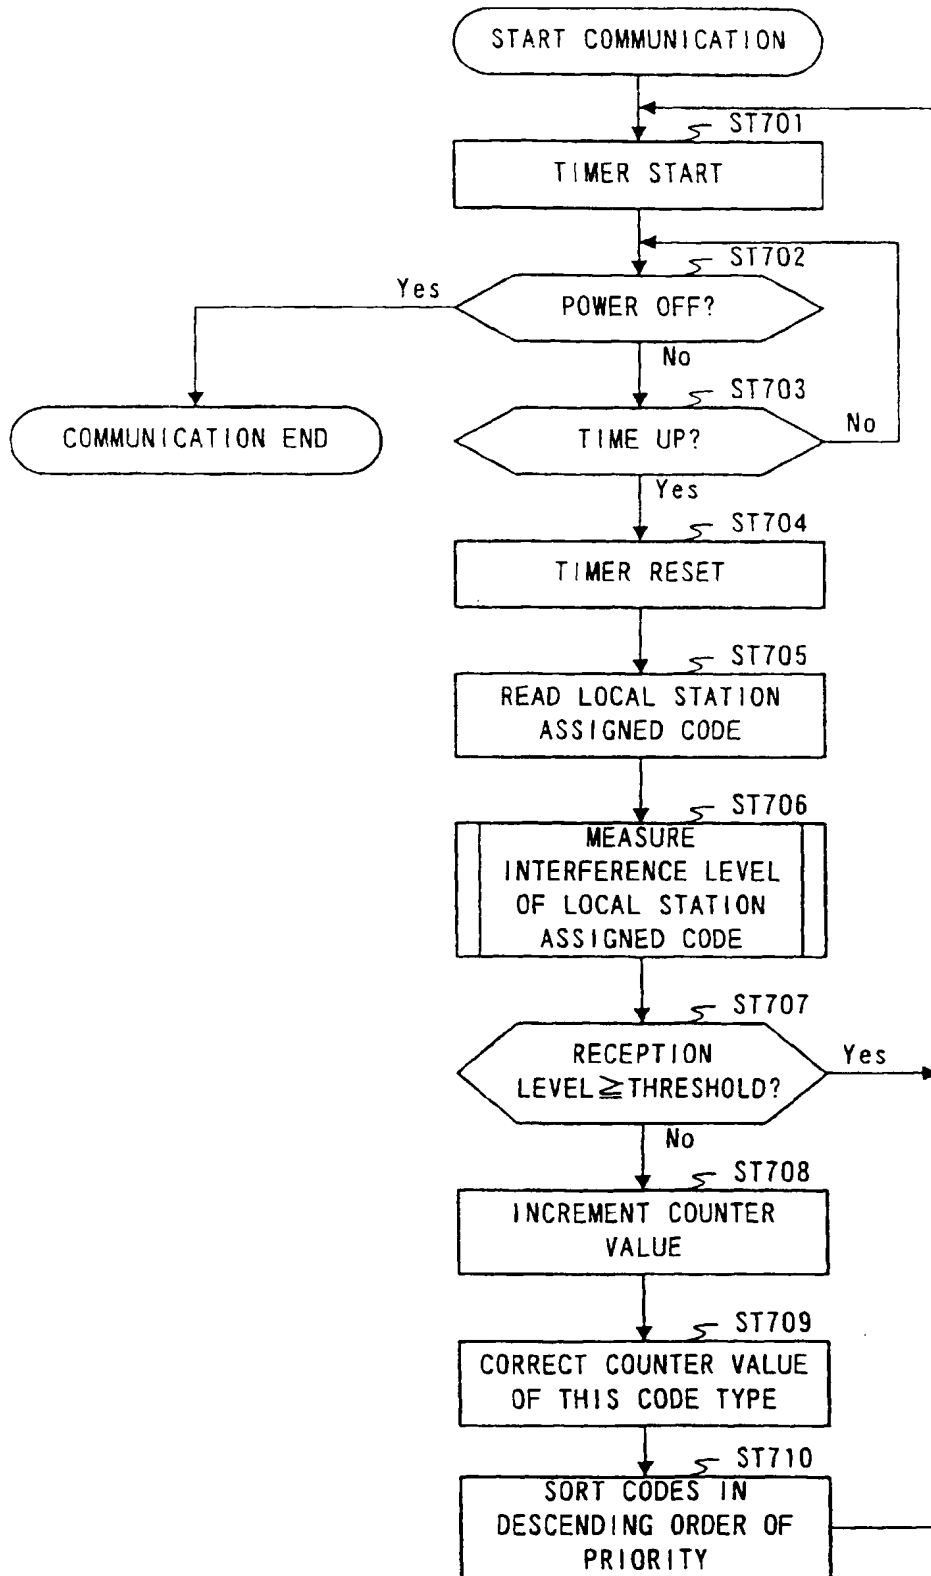 START COMMUNICATION
ST701
TIMER START
ST702
Yes
POWER OFF?
No
ST703
COMMUNICATION END
TIME UP?
No
Yes
ST704
TIMER RESET
ST705
READ LOCAL STATION
ASSIGNED CODE
ST706
MEASURE
INTERFERENCE LEVEL
OF LOCAL STATION
ASSIGNED CODE
ST707
RECEPTION
LEVEL≧THRESHOLD?
Yes
No
ST708
INCREMENT COUNTER
VALUE
ST709
CORRECT COUNTER VALUE
OF THIS CODE TYPE
ST710
SORT CODES IN
DESCENDING ORDER OF
PRIORITY